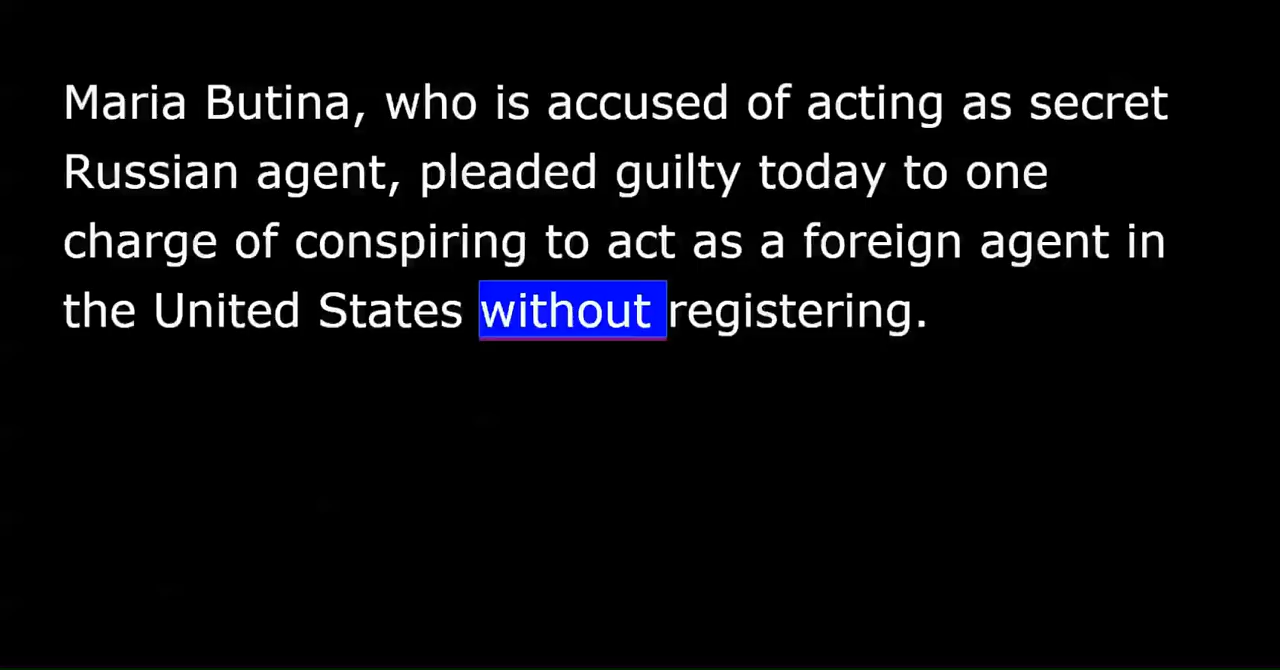 Maria Butina, who is accused of acting as secret
Russian agent, pleaded guilty today to one
charge of conspiring to act as a foreign agent in
the United States without registering.